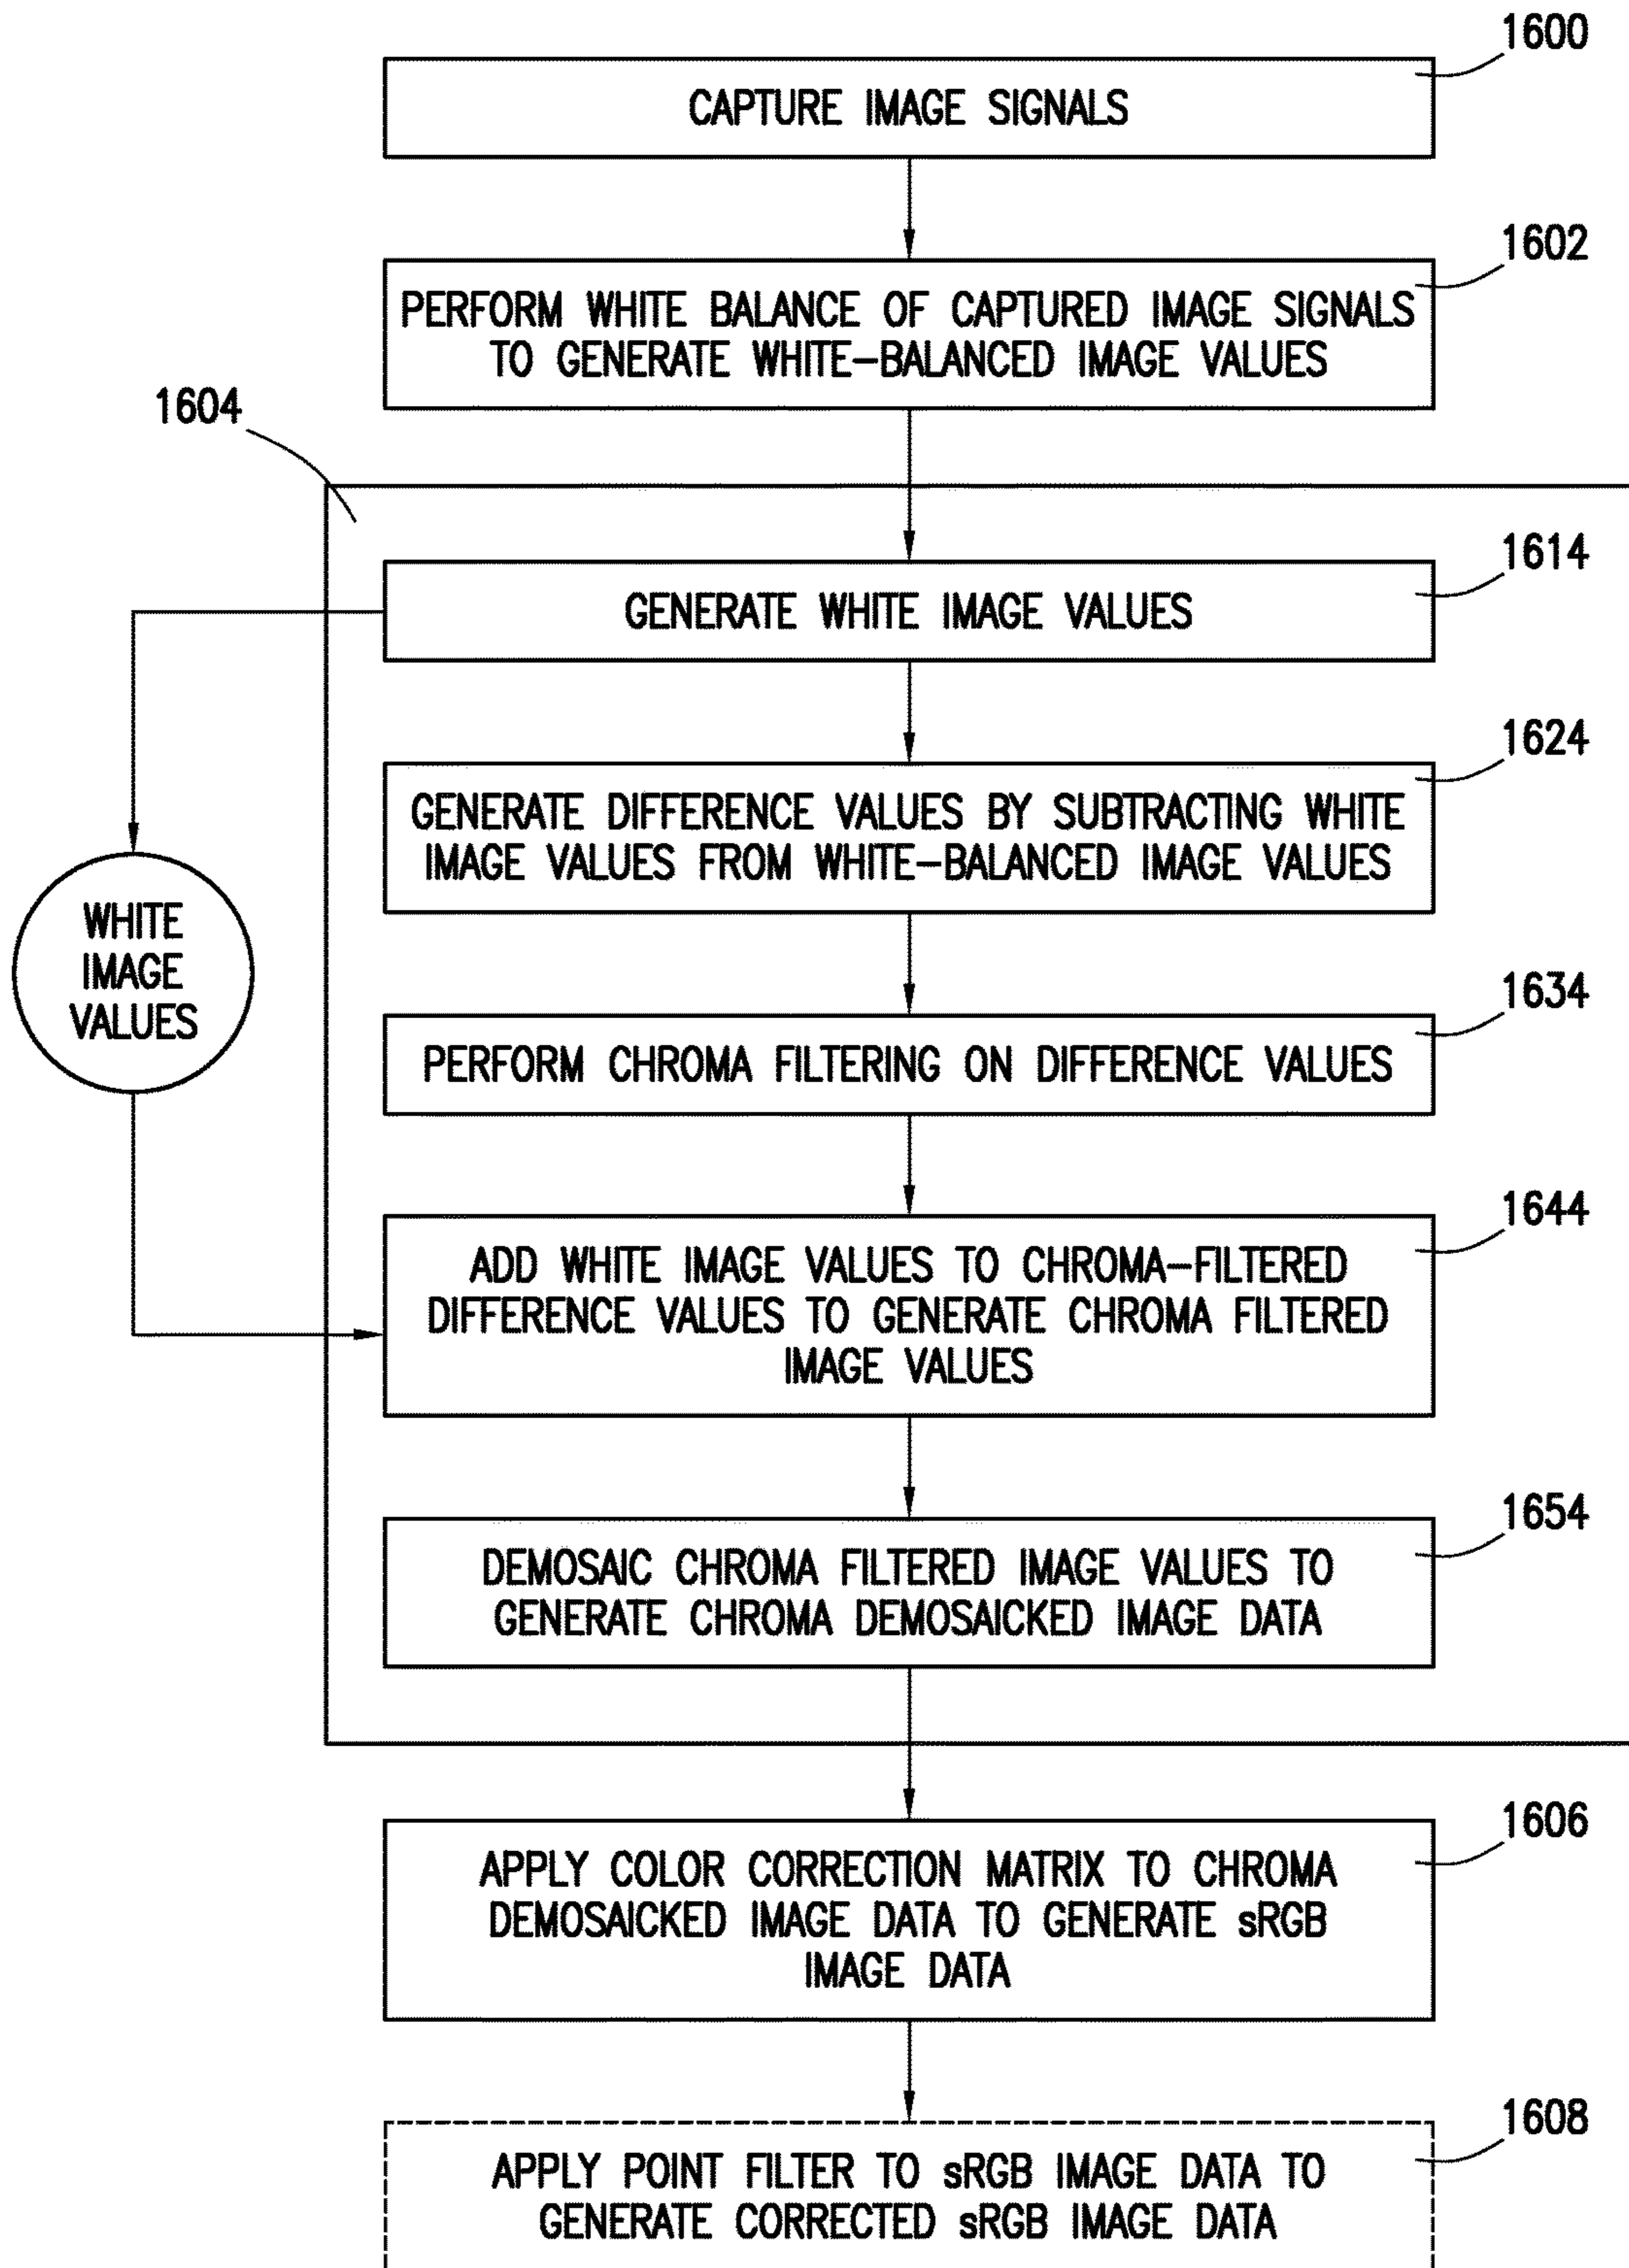 1600
CAPTURE IMAGE SIGNALS
1602
PERFORM WHITE BALANCE OF CAPTURED IMAGE SIGNALS
TO GENERATE WHITE-BALANCED IMAGE VALUES
1604
1614
GENERATE WHITE IMAGE VALUES
1624
GENERATE DIFFERENCE VALUES BY SUBTRACTING WHITE
IMAGE VALUES FROM WHITE-BALANCED IMAGE VALUES
WHITE
IMAGE
VALUES
1634
PERFORM CHROMA FILTERING ON DIFFERENCE VALUES
1644
ADD WHITE IMAGE VALUES TO CHROMA-FILTERED
DIFFERENCE VALUES TO GENERATE CHROMA FILTERED
IMAGE VALUES
1654
DEMOSAIC CHROMA FILTERED IMAGE VALUES TO
GENERATE CHROMA DEMOSAICKED IMAGE DATA
1606
APPLY COLOR CORRECTION MATRIX TO CHROMA
DEMOSAICKED IMAGE DATA TO GENERATE sRGB
IMAGE DATA
1608
APPLY POINT FILTER TO sRGB IMAGE DATA TO
GENERATE CORRECTED sRGB IMAGE DATA